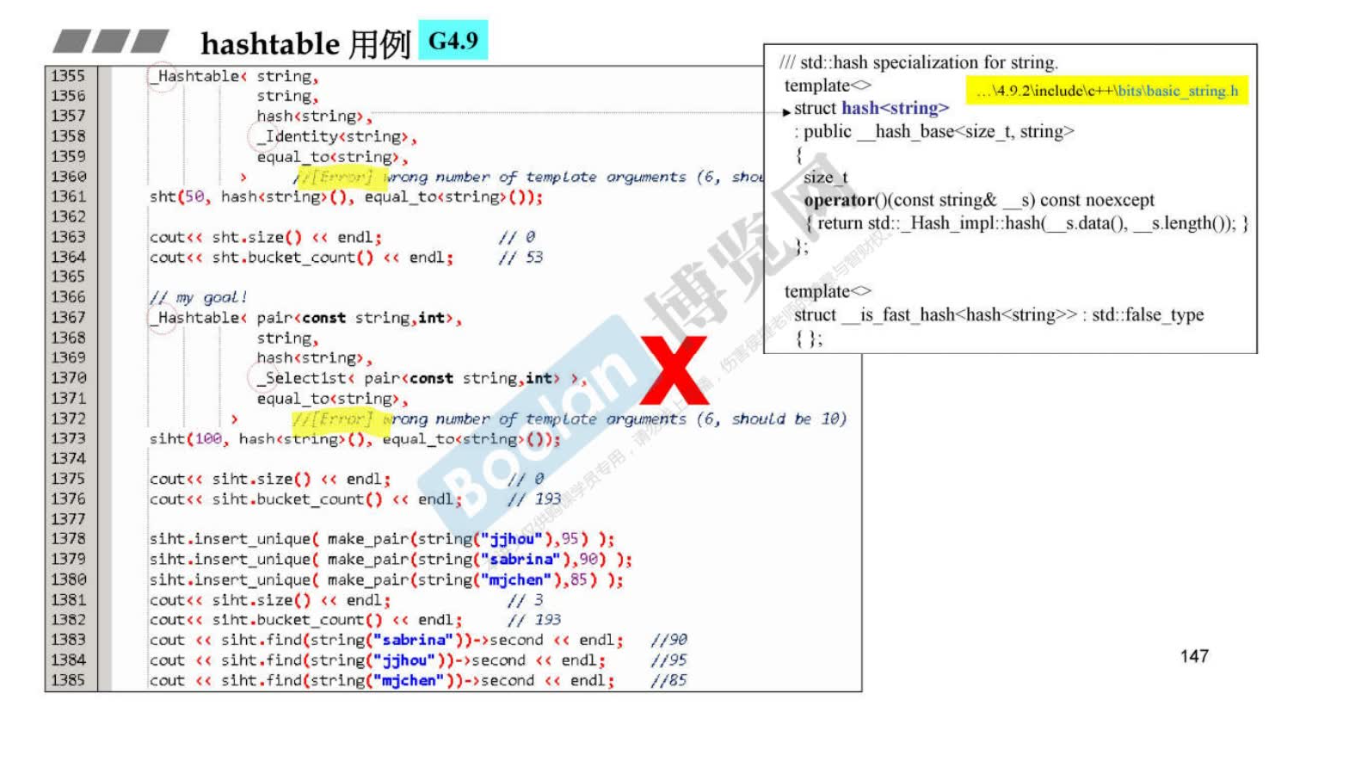 hashtable 用例 G4.9
1355 _Hashtable< string,
1356 string,
1357 hash<string>,
1358 _Identity<string>,
1359 equal_to<string>,
1360 > //[Error] wrong number of template arguments (6, shou
1361 sht(50, hash<string>(), equal_to<string>());
1362
1363 cout<< sht.size() << endl; // 0
1364 cout<< sht.bucket_count() << endl; // 53
1365
1366 // my goal!
1367 _Hashtable< pair<const string,int>,
1368 string,
1369 hash<string>,
1370 _Select1st< pair<const string,int> >,
1371 equal_to<string>,
1372 > //[Error] wrong number of template arguments (6, should be 10)
1373 siht(100, hash<string>(), equal_to<string>());
1374
1375 cout<< siht.size() << endl; // 0
1376 cout<< siht.bucket_count() << endl; // 193
1377
1378 siht.insert_unique( make_pair(string("jjhou"),95) );
1379 siht.insert_unique( make_pair(string("sabrina"),90) );
1380 siht.insert_unique( make_pair(string("mjchen"),85) );
1381 cout<< siht.size() << endl; // 3
1382 cout<< siht.bucket_count() << endl; // 193
1383 cout << siht.find(string("sabrina"))->second << endl; //90
1384 cout << siht.find(string("jjhou"))->second << endl; //95
1385 cout << siht.find(string("mjchen"))->second << endl; //85
/// std::hash specialization for string.
template<>
…\4.9.2\include\c++\bits\basic_string.h
struct hash<string>
: public __hash_base<size_t, string>
{
size_t
operator()(const string& __s) const noexcept
{ return std::_Hash_impl::hash(__s.data(), __s.length()); }
};
template<>
struct __is_fast_hash<hash<string>> : std::false_type
{ };
X
Boolan 博览网
147